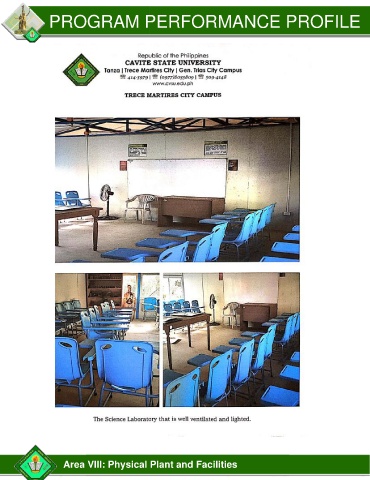 PROGRAM PERFORMANCE PROFILE
Republic of the Philippines
CAVITE STATE UNIVERSITY
Tanza | Trece Martires City | Gen. Trias City Campus
☎ 414-3979 | ☎
www.cvsu.edu.ph
TRECE MARTIRES CITY CAMPUS
The Science Laboratory that is well ventilated and lighted.
Area VIII: Physical Plant and Facilities